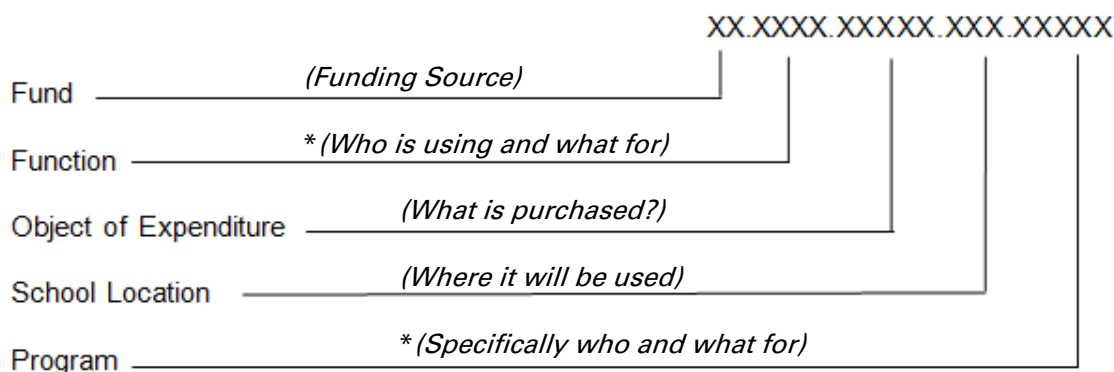 XX.XXXX.XXXXX.XXX.XXXXX
Fund (Funding Source)
Function *(Who is using and what for)
Object of Expenditure (What is purchased?)
School Location (Where it will be used)
Program *(Specifically who and what for)